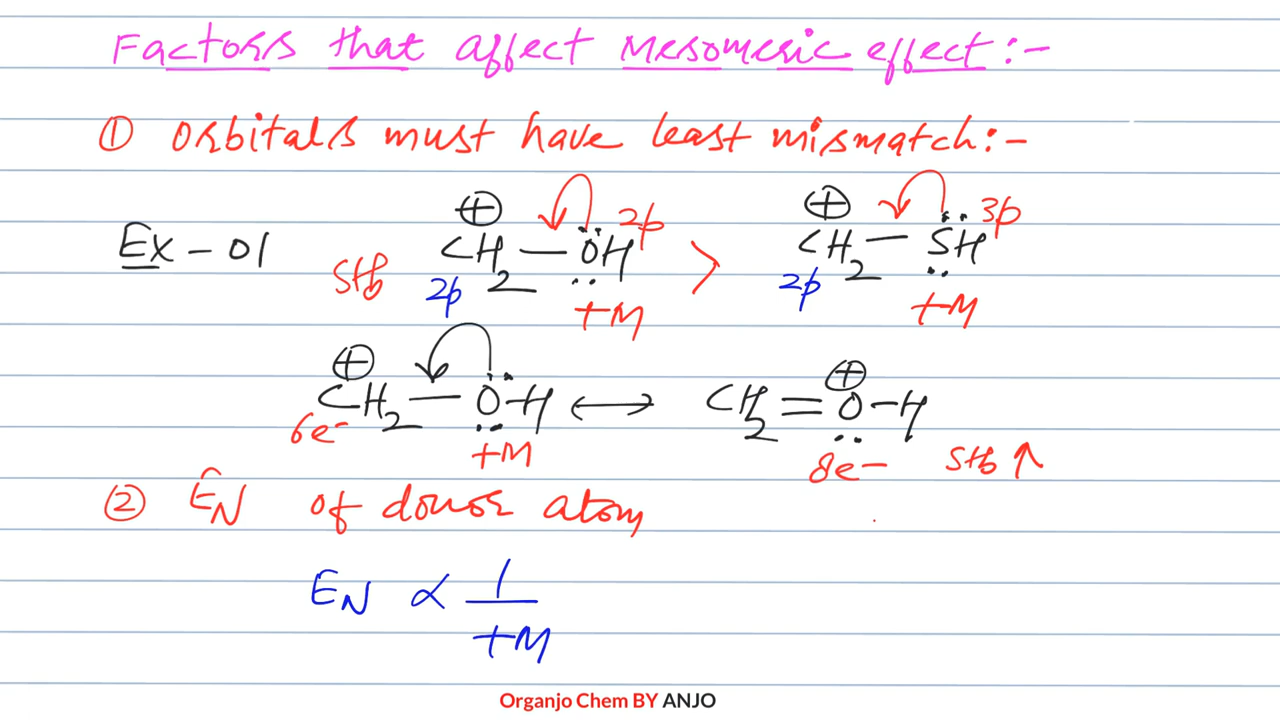 Factors that affect mesomeric effect:-
① orbitals must have least mismatch:-
Ex - 01 Stb ⊕CH2 — ÖH 2p 2p +M > ⊕CH2 — SH 3p 2p +M
⊕CH2 — O-H 6e- +M ↔ CH2 = O⊕-H 8e- stb ↑
② EN of donor atom
EN ∝ 1
+M
Organjo Chem BY ANJO